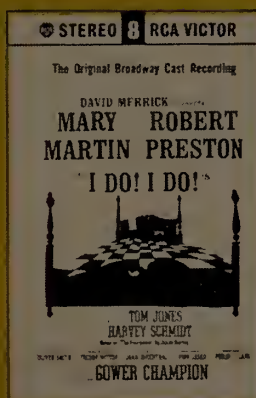 STEREO 8 RCA VICTOR
The Original Broadway Cast Recording
DAVID MERRICK
MARY ROBERT
MARTIN PRESTON
I DO! I DO!
TOM JONES
HARVEY SCHMIDT
GOWER CHAMPION